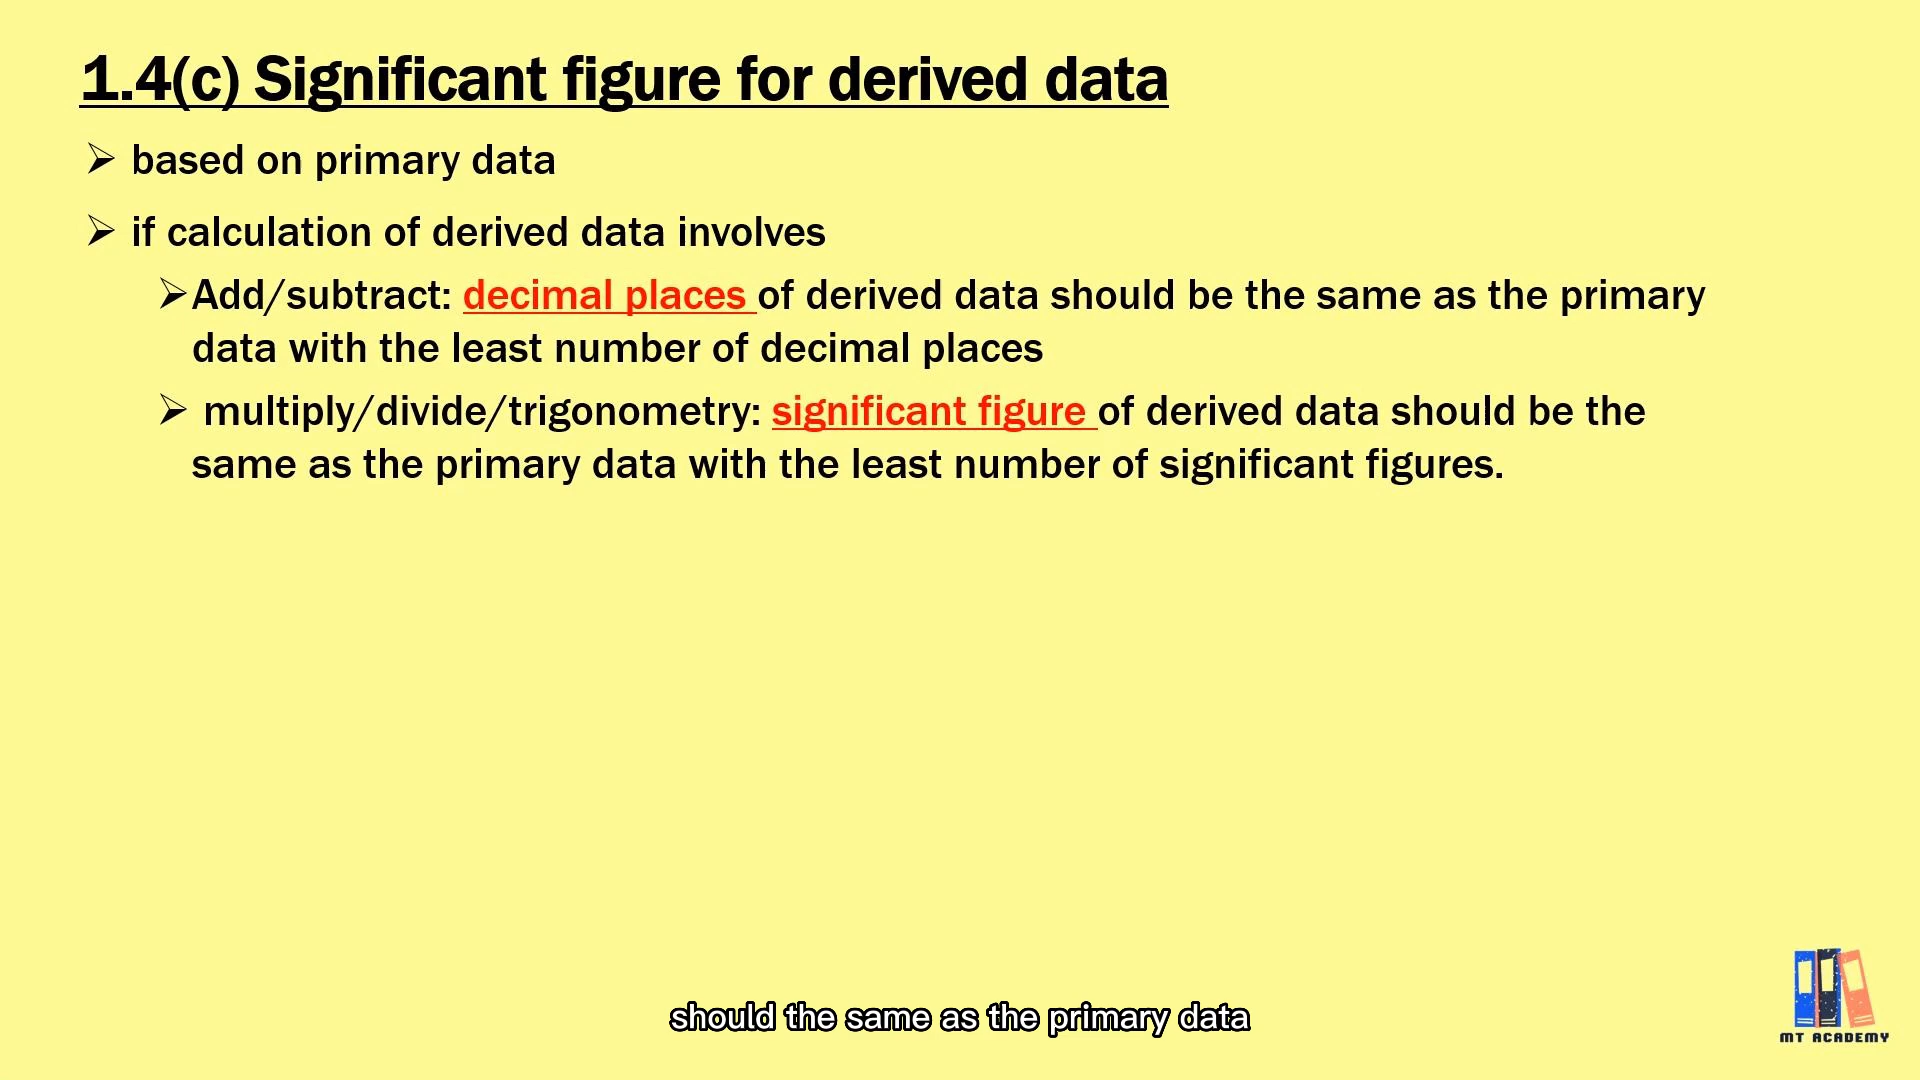 1.4(c) Significant figure for derived data
➢ based on primary data
➢ if calculation of derived data involves
➢Add/subtract: decimal places of derived data should be the same as the primary
data with the least number of decimal places
➢ multiply/divide/trigonometry: significant figure of derived data should be the
same as the primary data with the least number of significant figures.
should the same as the primary data
MT ACADEMY